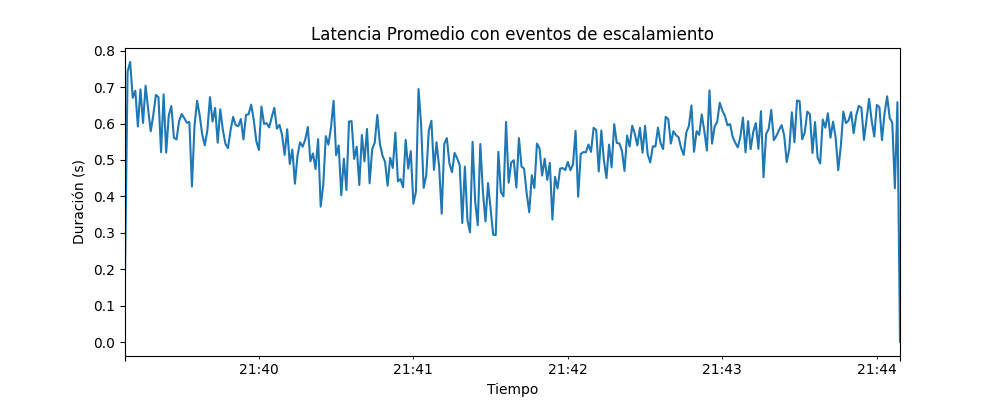 Latencia Promedio con eventos de escalamiento
Duración (s)
0.8
0.7
0.6
0.5
0.4
0.3
0.2
0.1
0.0
21:40 21:41 21:42 21:43 21:44
Tiempo